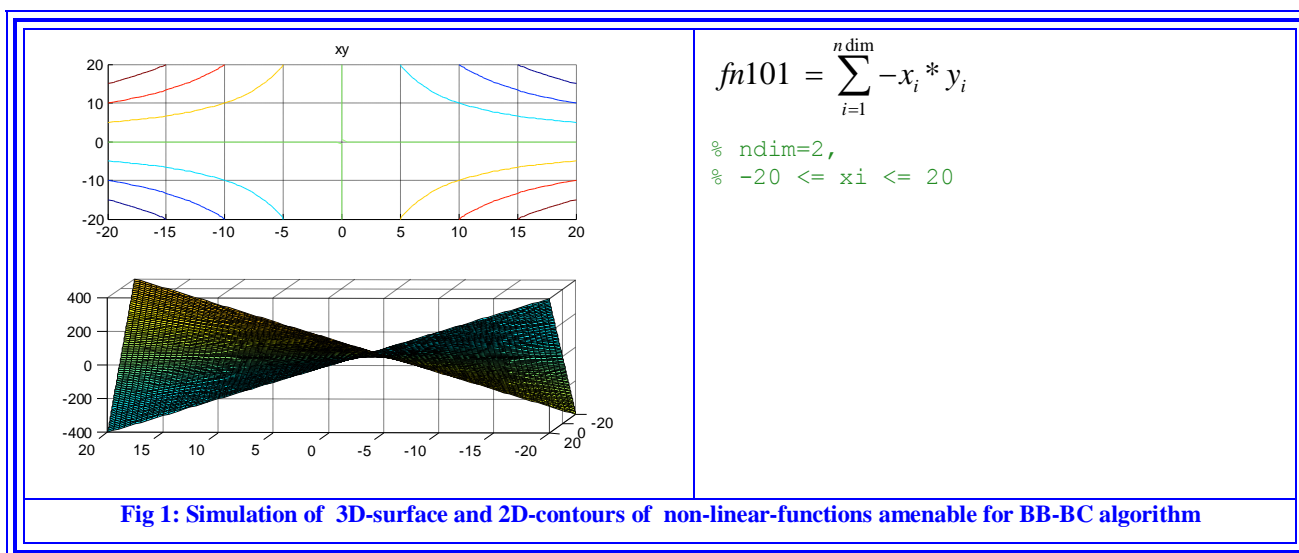 xy
20
10
0
-10
-20
-20 -15 -10 -5 0 5 10 15 20
400
200
0
-200
-400
20 15 10 5 0 -5 -10 -15 -20
20 0 -20
fn101 = \sum_{i=1}^{n dim} -x_i * y_i
% ndim=2,
% -20 <= xi <= 20
Fig 1: Simulation of 3D-surface and 2D-contours of non-linear-functions amenable for BB-BC algorithm